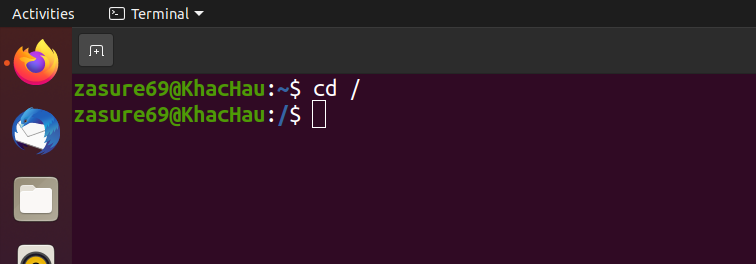 Activities Terminal
zasure69@KhacHau:~$ cd /
zasure69@KhacHau:/$